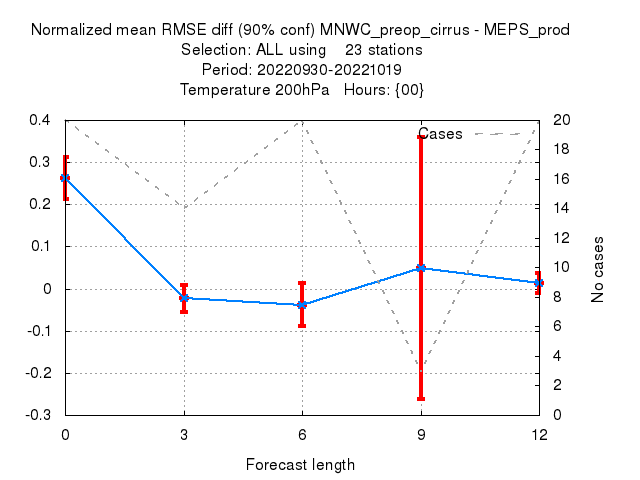 Normalized mean RMSE diff (90% conf) MNWC_preop_cirrus - MEPS_prod
Selection: ALL using    23 stations
Period: 20220930-20221019
Temperature 200hPa   Hours: {00}
Cases
0.4
0.3
0.2
0.1
0
-0.1
-0.2
-0.3
20
18
16
14
12
10
8
6
4
2
0
No cases
0 3 6 9 12
Forecast length